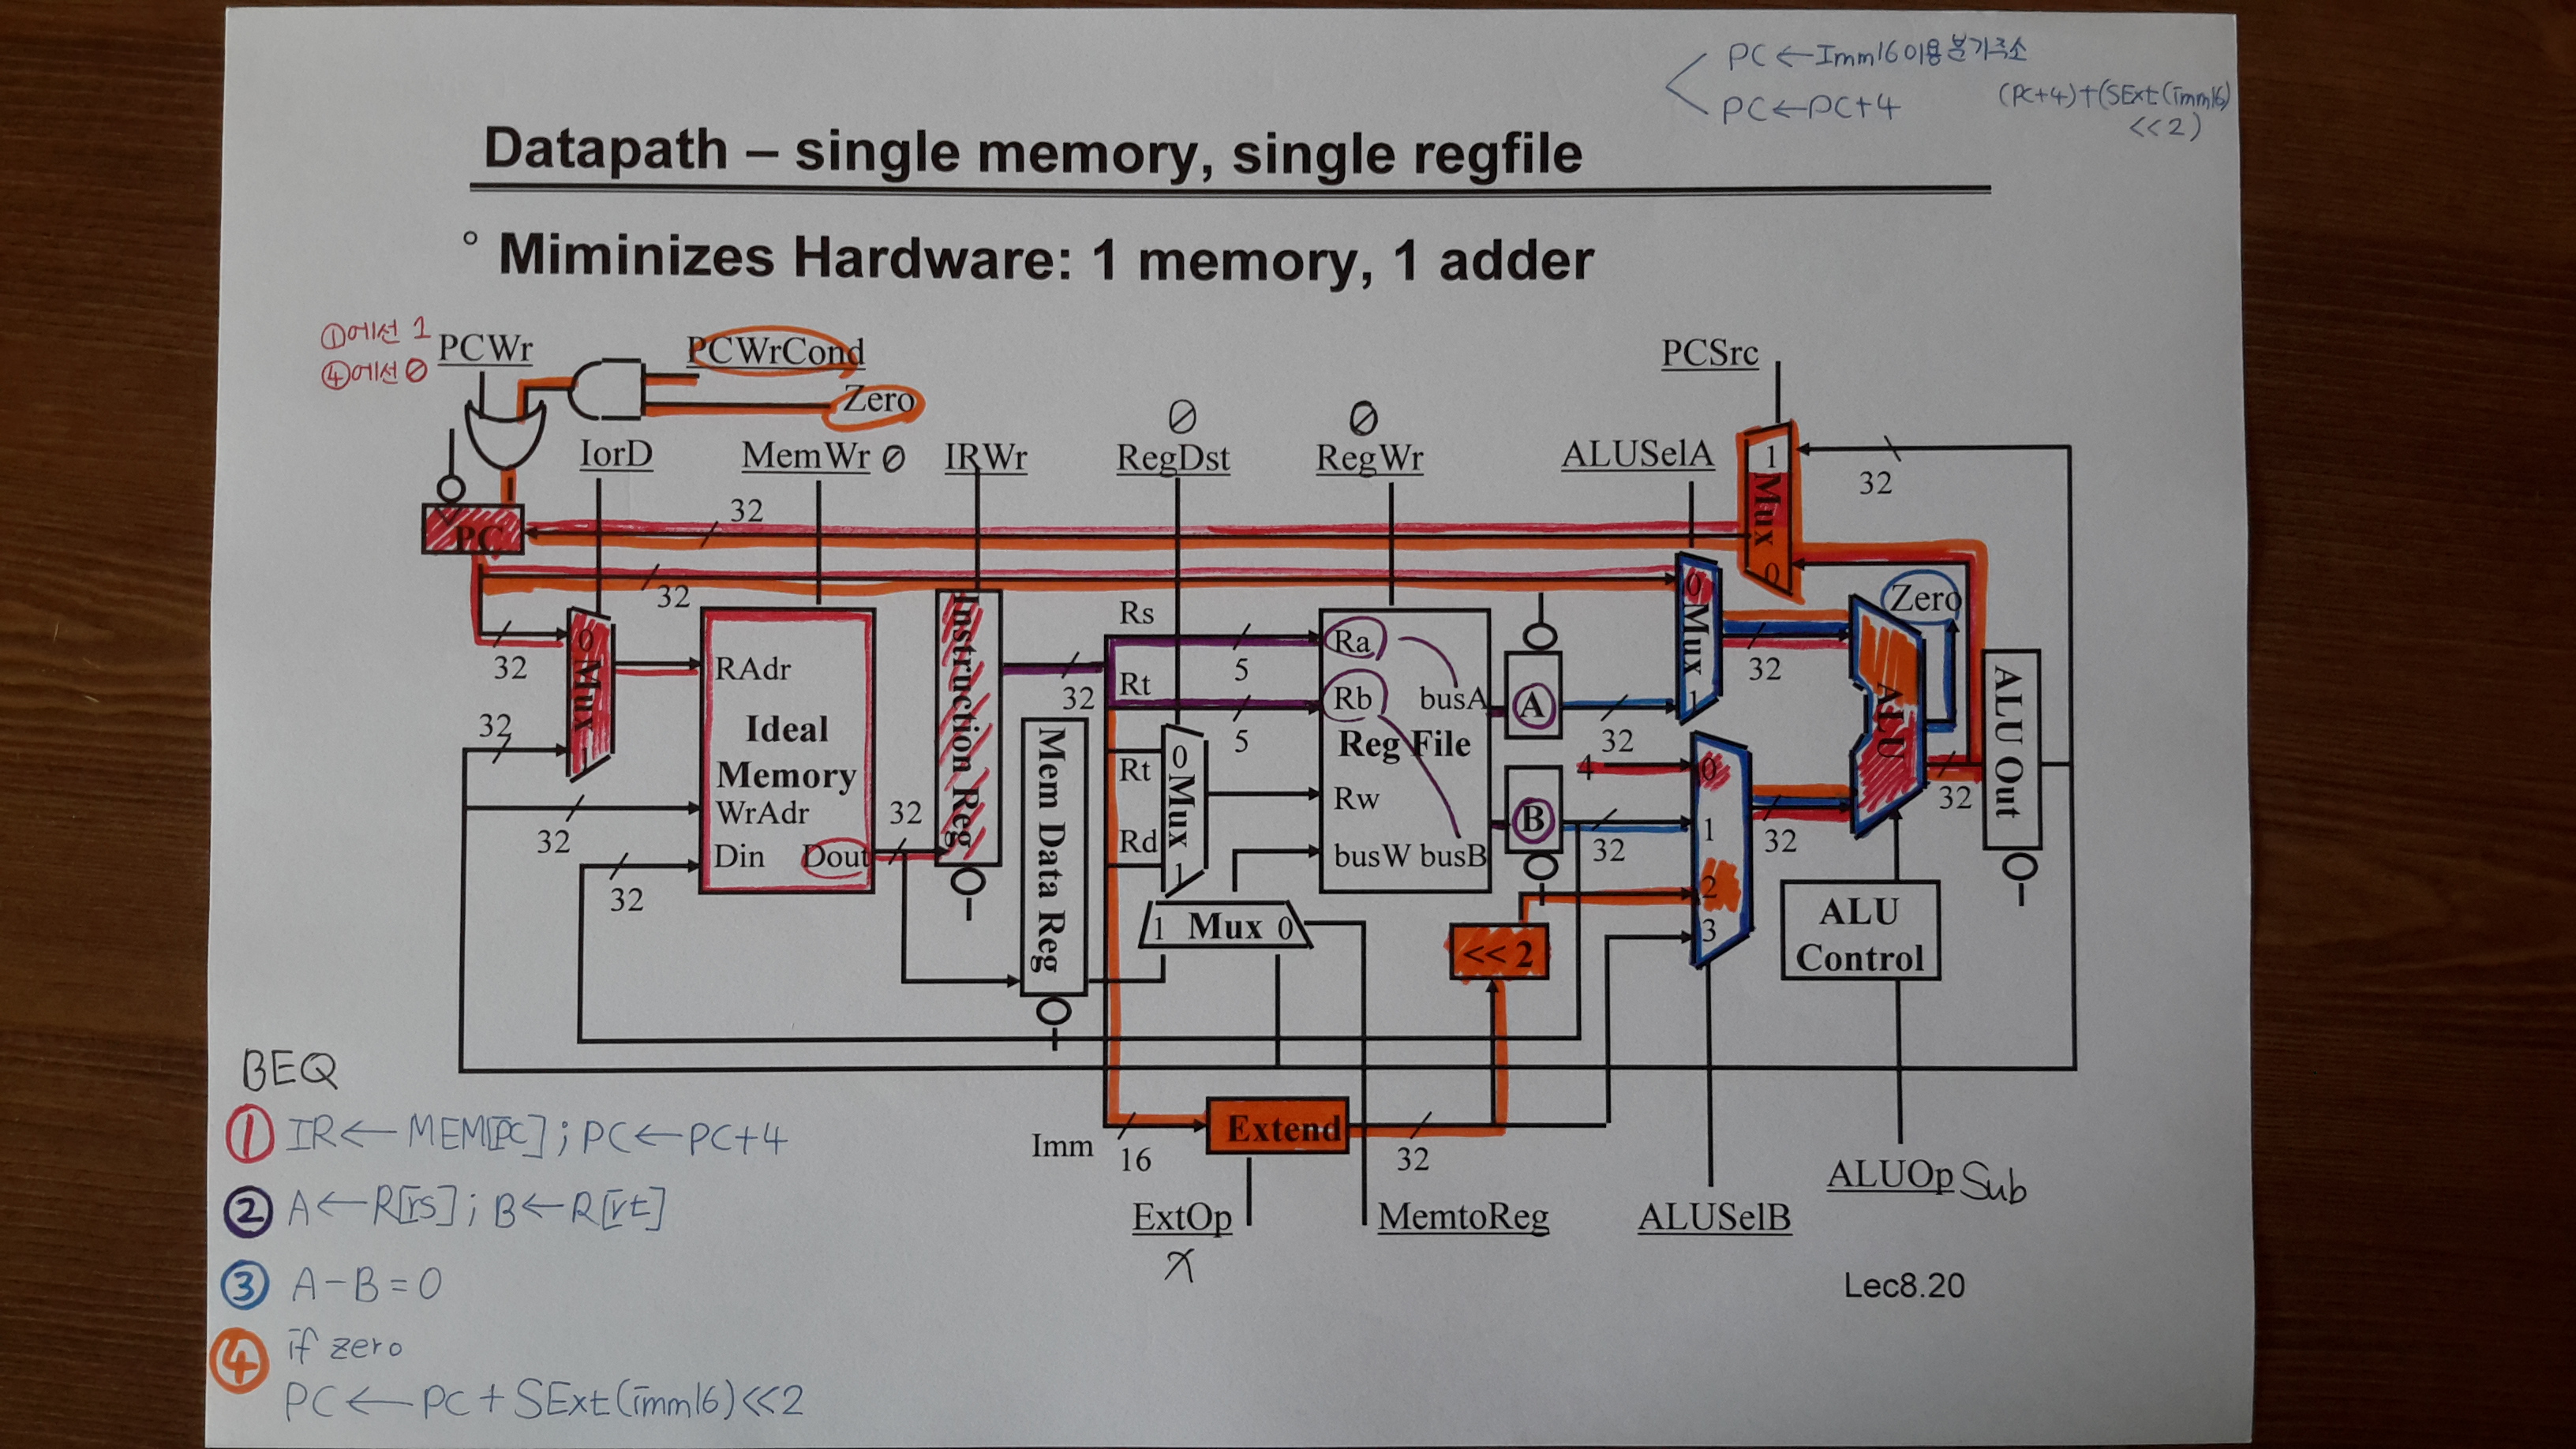 PC ← Imm16 이용 분기주소
PC ← PC+4
(PC+4)+(SExt(imm16)
<<2)
Datapath – single memory, single regfile
° Miminizes Hardware: 1 memory, 1 adder
①에선 1
④에선 0
PCWr
PCWrCond
Zero
PCSrc
IorD
MemWr 0
IRWr
0
RegDst
0
RegWr
ALUSelA
1
Mux
0
32
32
PC
32
32
32
0
Mux
RAdr
Ideal
Memory
WrAdr
Din
Dout
32
32
32
Instruction Reg
32
Mem Data Reg
Rs
Rt
5
5
Rt
Rd
0
Mux
1
Ra
Rb
busA
Reg File
Rw
busW
busB
1 Mux 0
A
B
32
32
4
0
Mux
1
0
1
2
3
32
32
<< 2
Zero
ALU
32
ALU Out
ALU
Control
Imm
16
Extend
32
ExtOp
X
MemtoReg
ALUSelB
ALUOp Sub
Lec8.20
BEQ
① IR ← MEM[PC] ; PC ← PC+4
② A ← R[rs] ; B ← R[rt]
③ A-B=0
④ if zero
PC ← PC + SExt(imm16)<<2